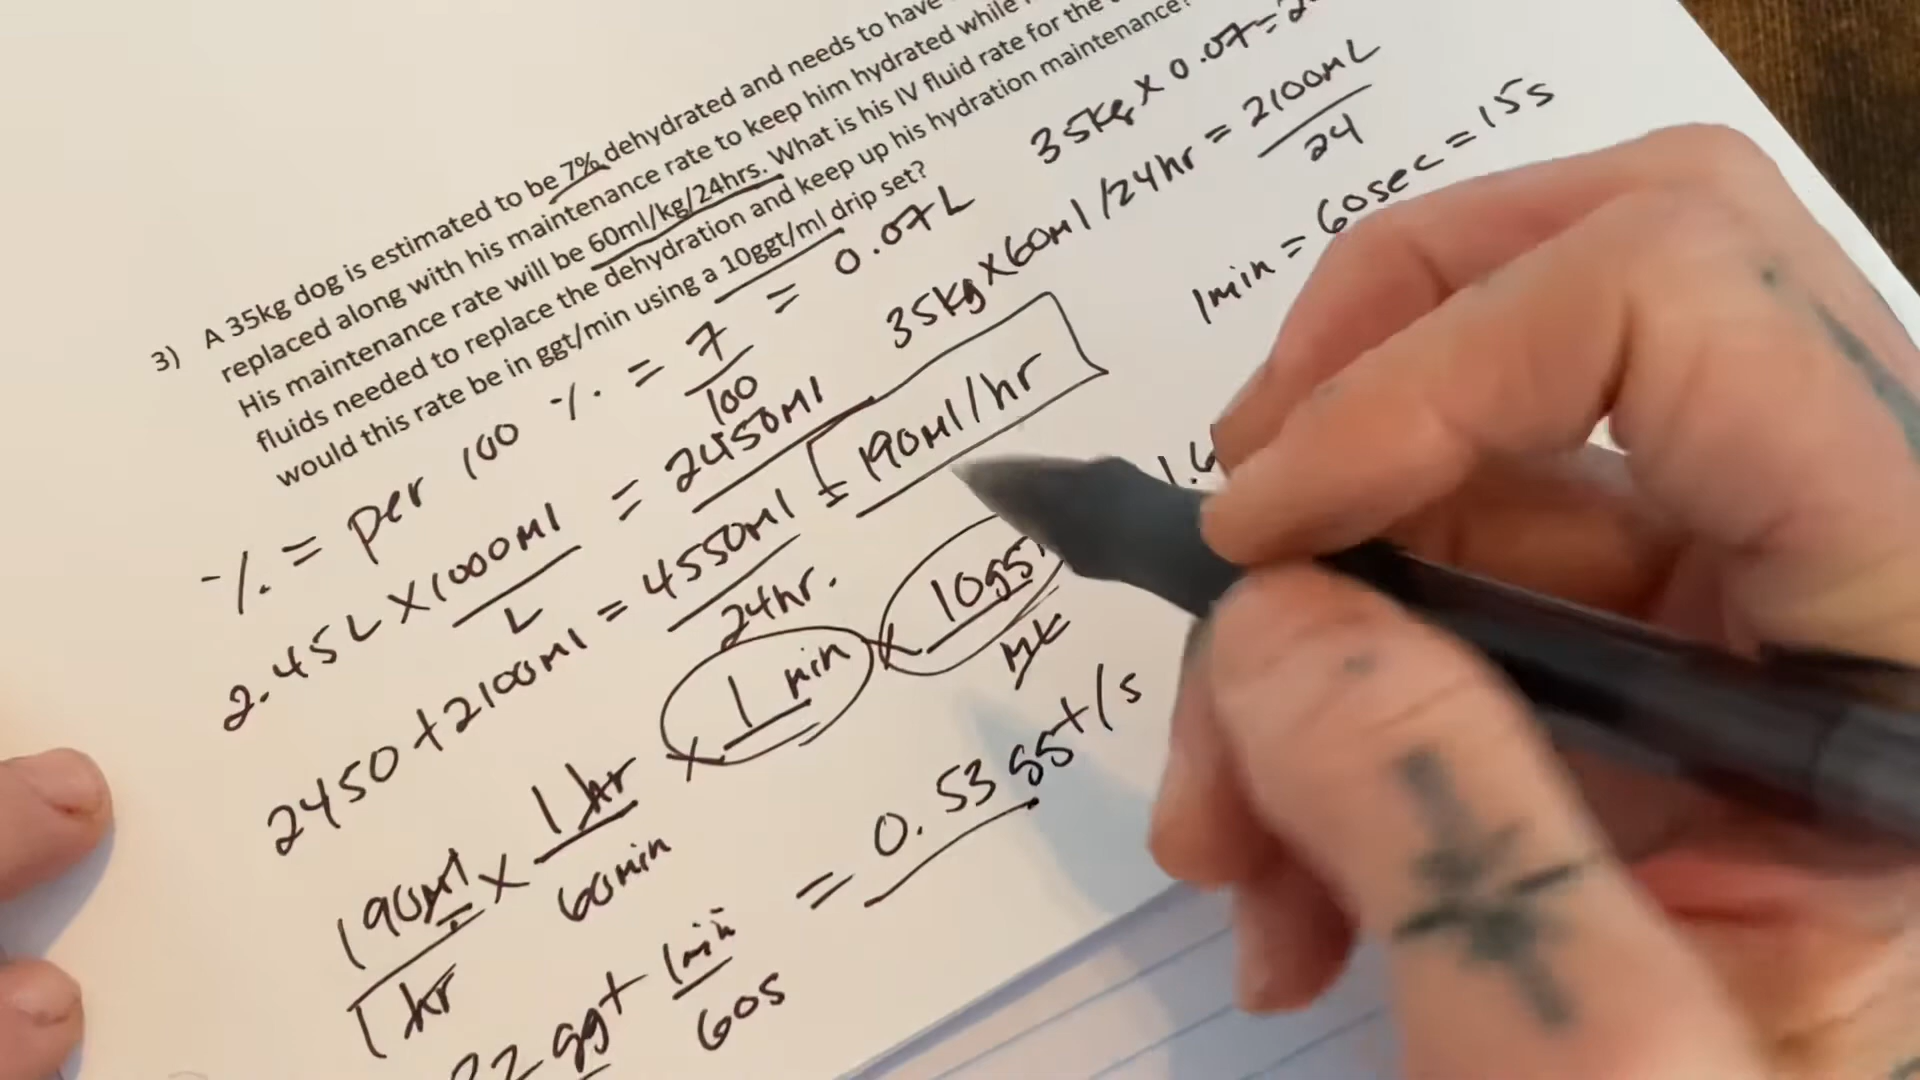 3) A 35kg dog is estimated to be 7% dehydrated and needs to have
replaced along with his maintenance rate to keep him hydrated while
His maintenance rate will be 60ml/kg/24hrs. What is his IV fluid rate for the
fluids needed to replace the dehydration and keep up his hydration maintenance?
would this rate be in ggt/min using a 10ggt/ml drip set?
35kg x 0.07 =
% = per 100 % = 7/100 = 0.07 L
35kg x 60ml/24hr = 2100mL/24
1min = 60sec = 15s
2.45L x 1000ml/L = 2450ml
2450 + 2100ml = 4550ml/24hr. = 190ml/hr
190ml/1hr x 1hr/60min x 1min x 10ggt/mL
ggt 1min/60s = 0.53 ggt/s